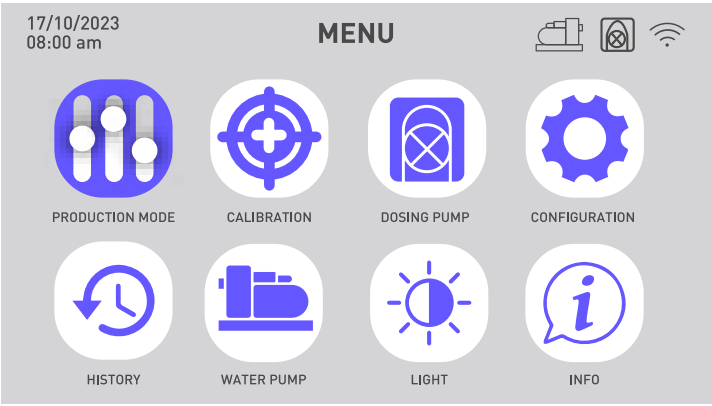 17/10/2023
08:00 am
MENU
PRODUCTION MODE
CALIBRATION
DOSING PUMP
CONFIGURATION
HISTORY
WATER PUMP
LIGHT
INFO